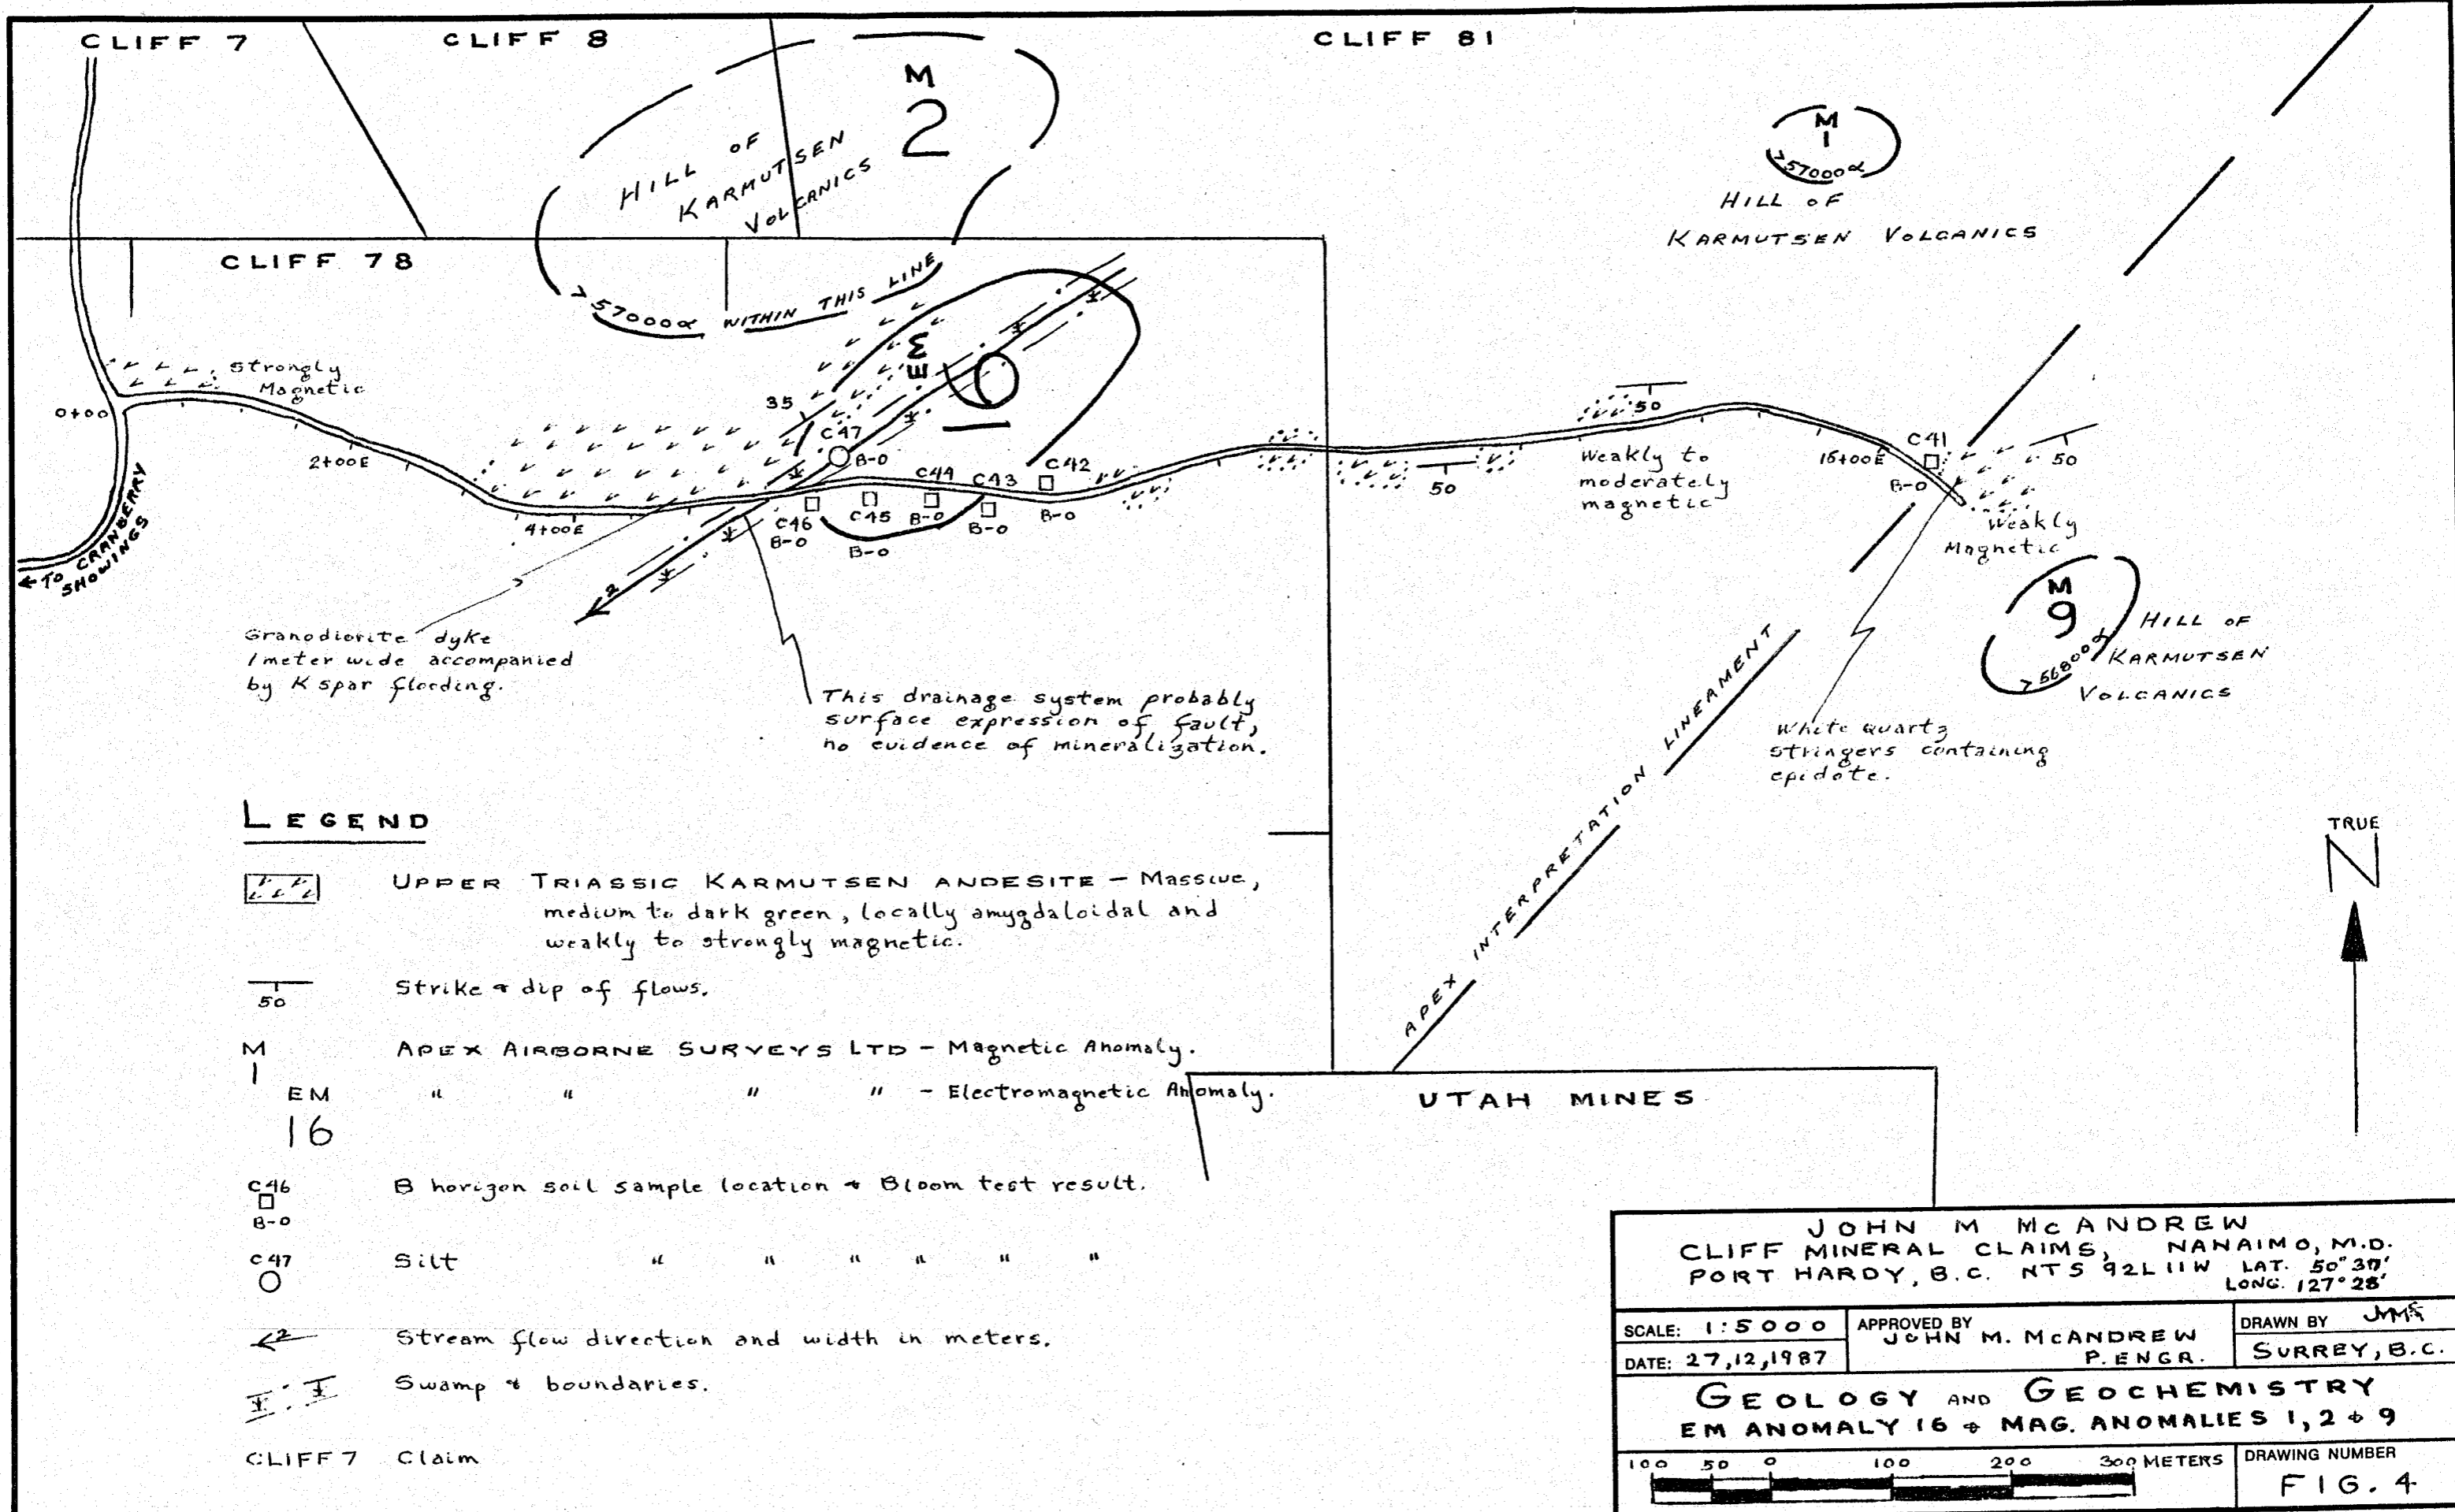 CLIFF 7
CLIFF 8
CLIFF 81
M
2
HILL OF
KARMUTSEN
VOLCANICS
M
1
>57000α
HILL OF
KARMUTSEN VOLCANICS
CLIFF 78
>57000α WITHIN THIS LINE
Strongly
Magnetic
EM
16
35
0+00
2+00E
4+00E
C47
B-0
C46
B-0
C45
B-0
C44
B-0
C43
B-0
C42
B-0
50
50
Weakly to
moderately
magnetic
16+00E
C41
B-0
50
Weakly
Magnetic
← TO CRANBERRY
SHOWINGS
2
M
9
>56800α
HILL OF
KARMUTSEN
VOLCANICS
Granodiorite dyke
1 meter wide accompanied
by K spar flooding.
This drainage system probably
surface expression of fault,
no evidence of mineralization.
APEX INTERPRETATION LINEAMENT
White quartz
stringers containing
epidote.
TRUE
N
LEGEND
UPPER TRIASSIC KARMUTSEN ANDESITE - Massive,
medium to dark green, locally amygdaloidal and
weakly to strongly magnetic.
50
Strike & dip of flows.
M
1
APEX AIRBORNE SURVEYS LTD - Magnetic Anomaly.
EM
16
" " " " - Electromagnetic Anomaly.
UTAH MINES
C46
B-0
B horizon soil sample location & Bloom test result.
C47
Silt " " " " " "
2
Stream flow direction and width in meters.
Swamp & boundaries.
CLIFF 7 Claim
JOHN M McANDREW
CLIFF MINERAL CLAIMS, NANAIMO, M.D.
PORT HARDY, B.C. NTS 92L 11W LAT.
LONG. 127°28'
SCALE: 1:5000
DATE: 27,12,1987
APPROVED BY
JOHN M. McANDREW
P. ENGR.
DRAWN BY
SURREY, B.C.
GEOLOGY AND GEOCHEMISTRY
EM ANOMALY 16 & MAG. ANOMALIES 1, 2 & 9
100 50 0 100 200 300 METERS
DRAWING NUMBER
FIG. 4